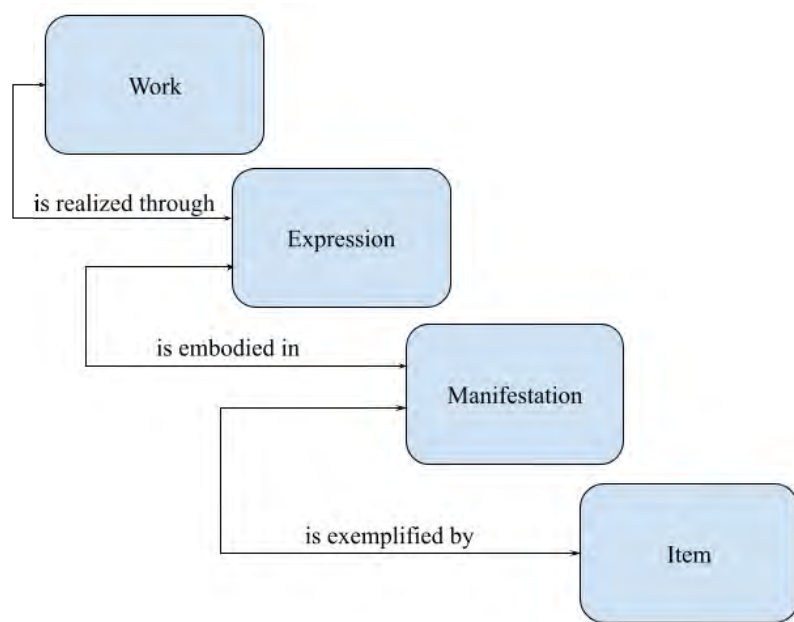 Work
is realized through
Expression
is embodied in
Manifestation
is exemplified by
Item